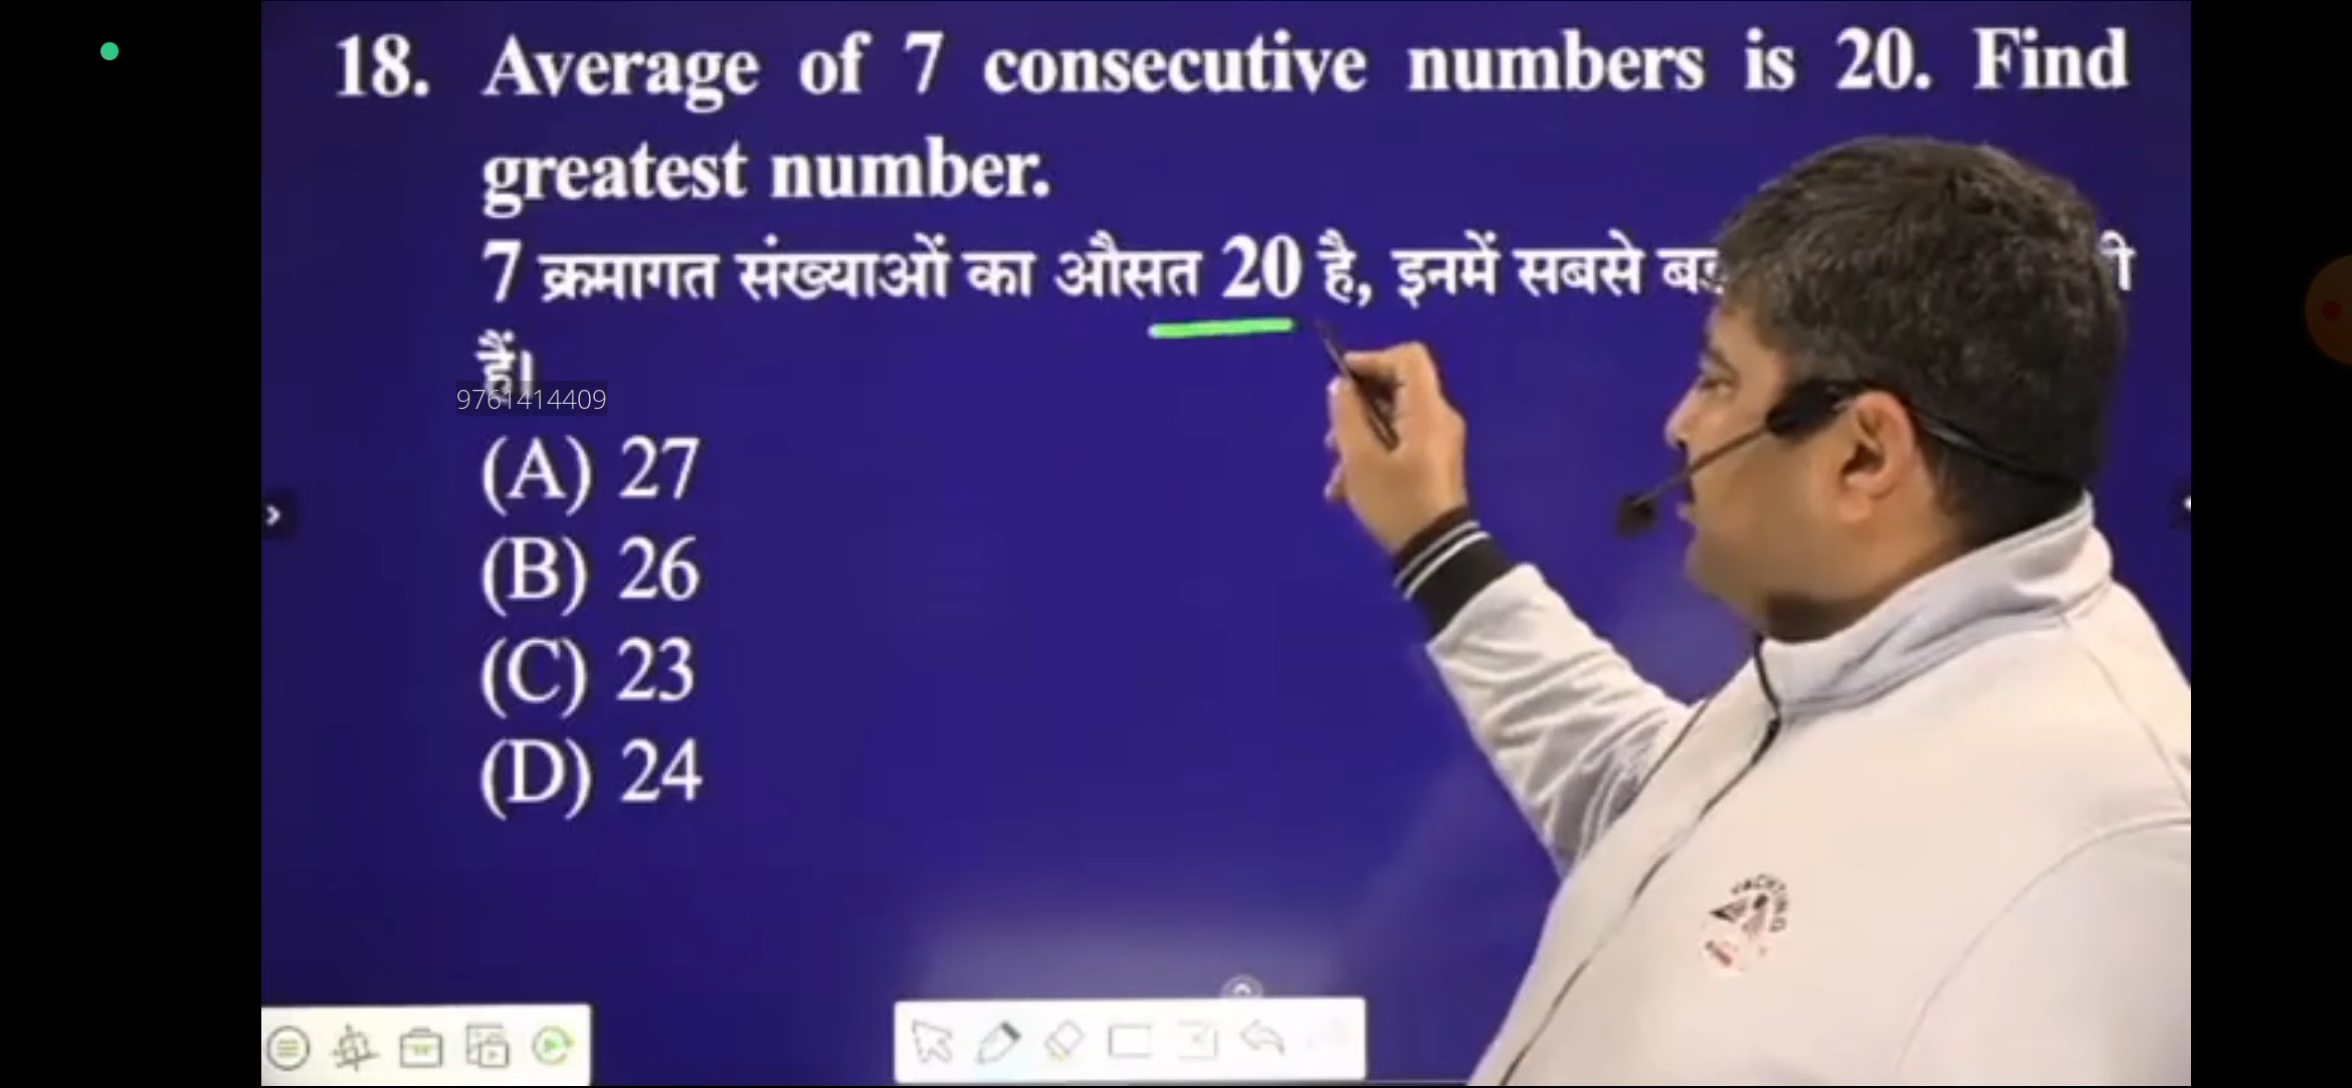 18. Average of 7 consecutive numbers is 20. Find
greatest number.
7 क्रमागत संख्याओं का औसत 20 है, इनमें सबसे
हैं।
9761414409
(A) 27
(B) 26
(C) 23
(D) 24